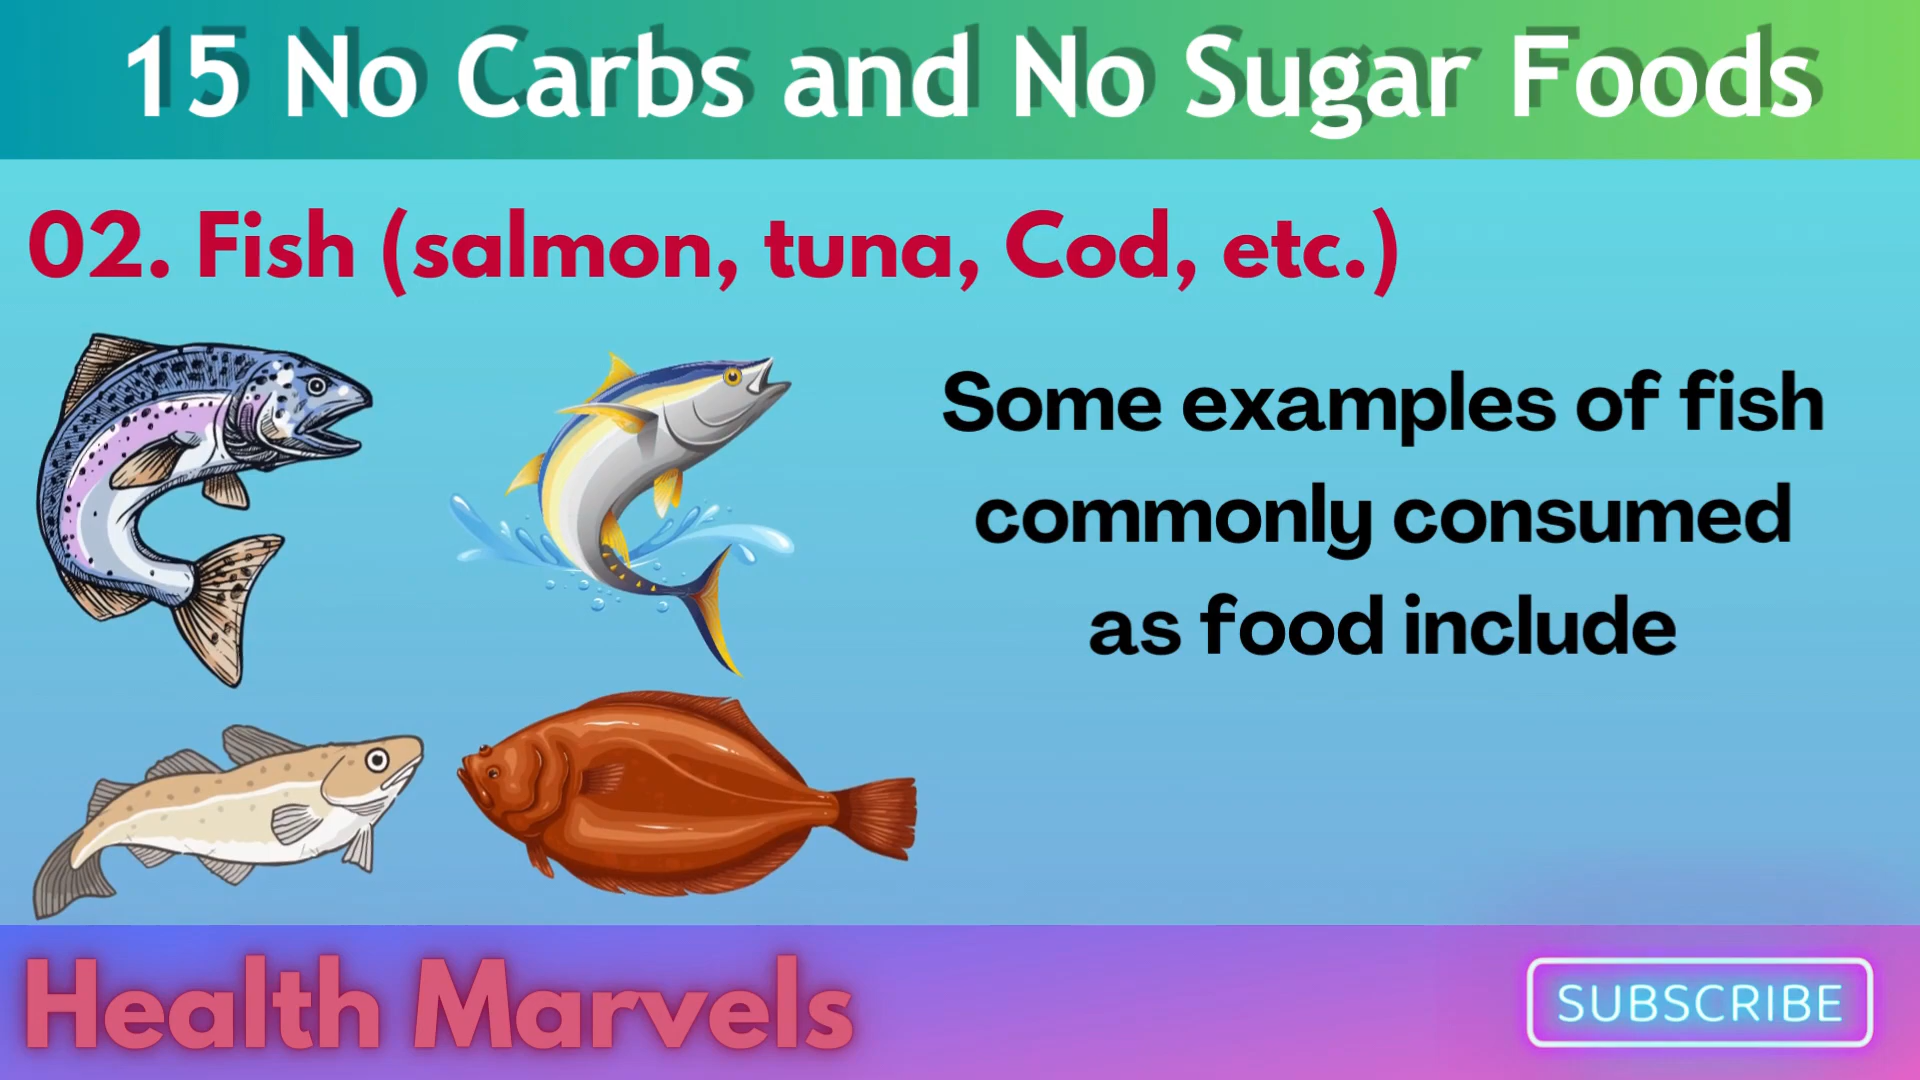 15 No Carbs and No Sugar Foods
02. Fish (salmon, tuna, Cod, etc.)
Some examples of fish
commonly consumed
as food include
Health Marvels
SUBSCRIBE